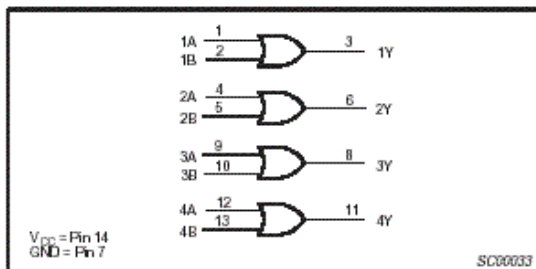 1A 1
1B 2
3 1Y
2A 4
2B 5
6 2Y
3A 9
3B 10
8 3Y
4A 12
4B 13
11 4Y
VCC = Pin 14
GND = Pin 7
SC00033